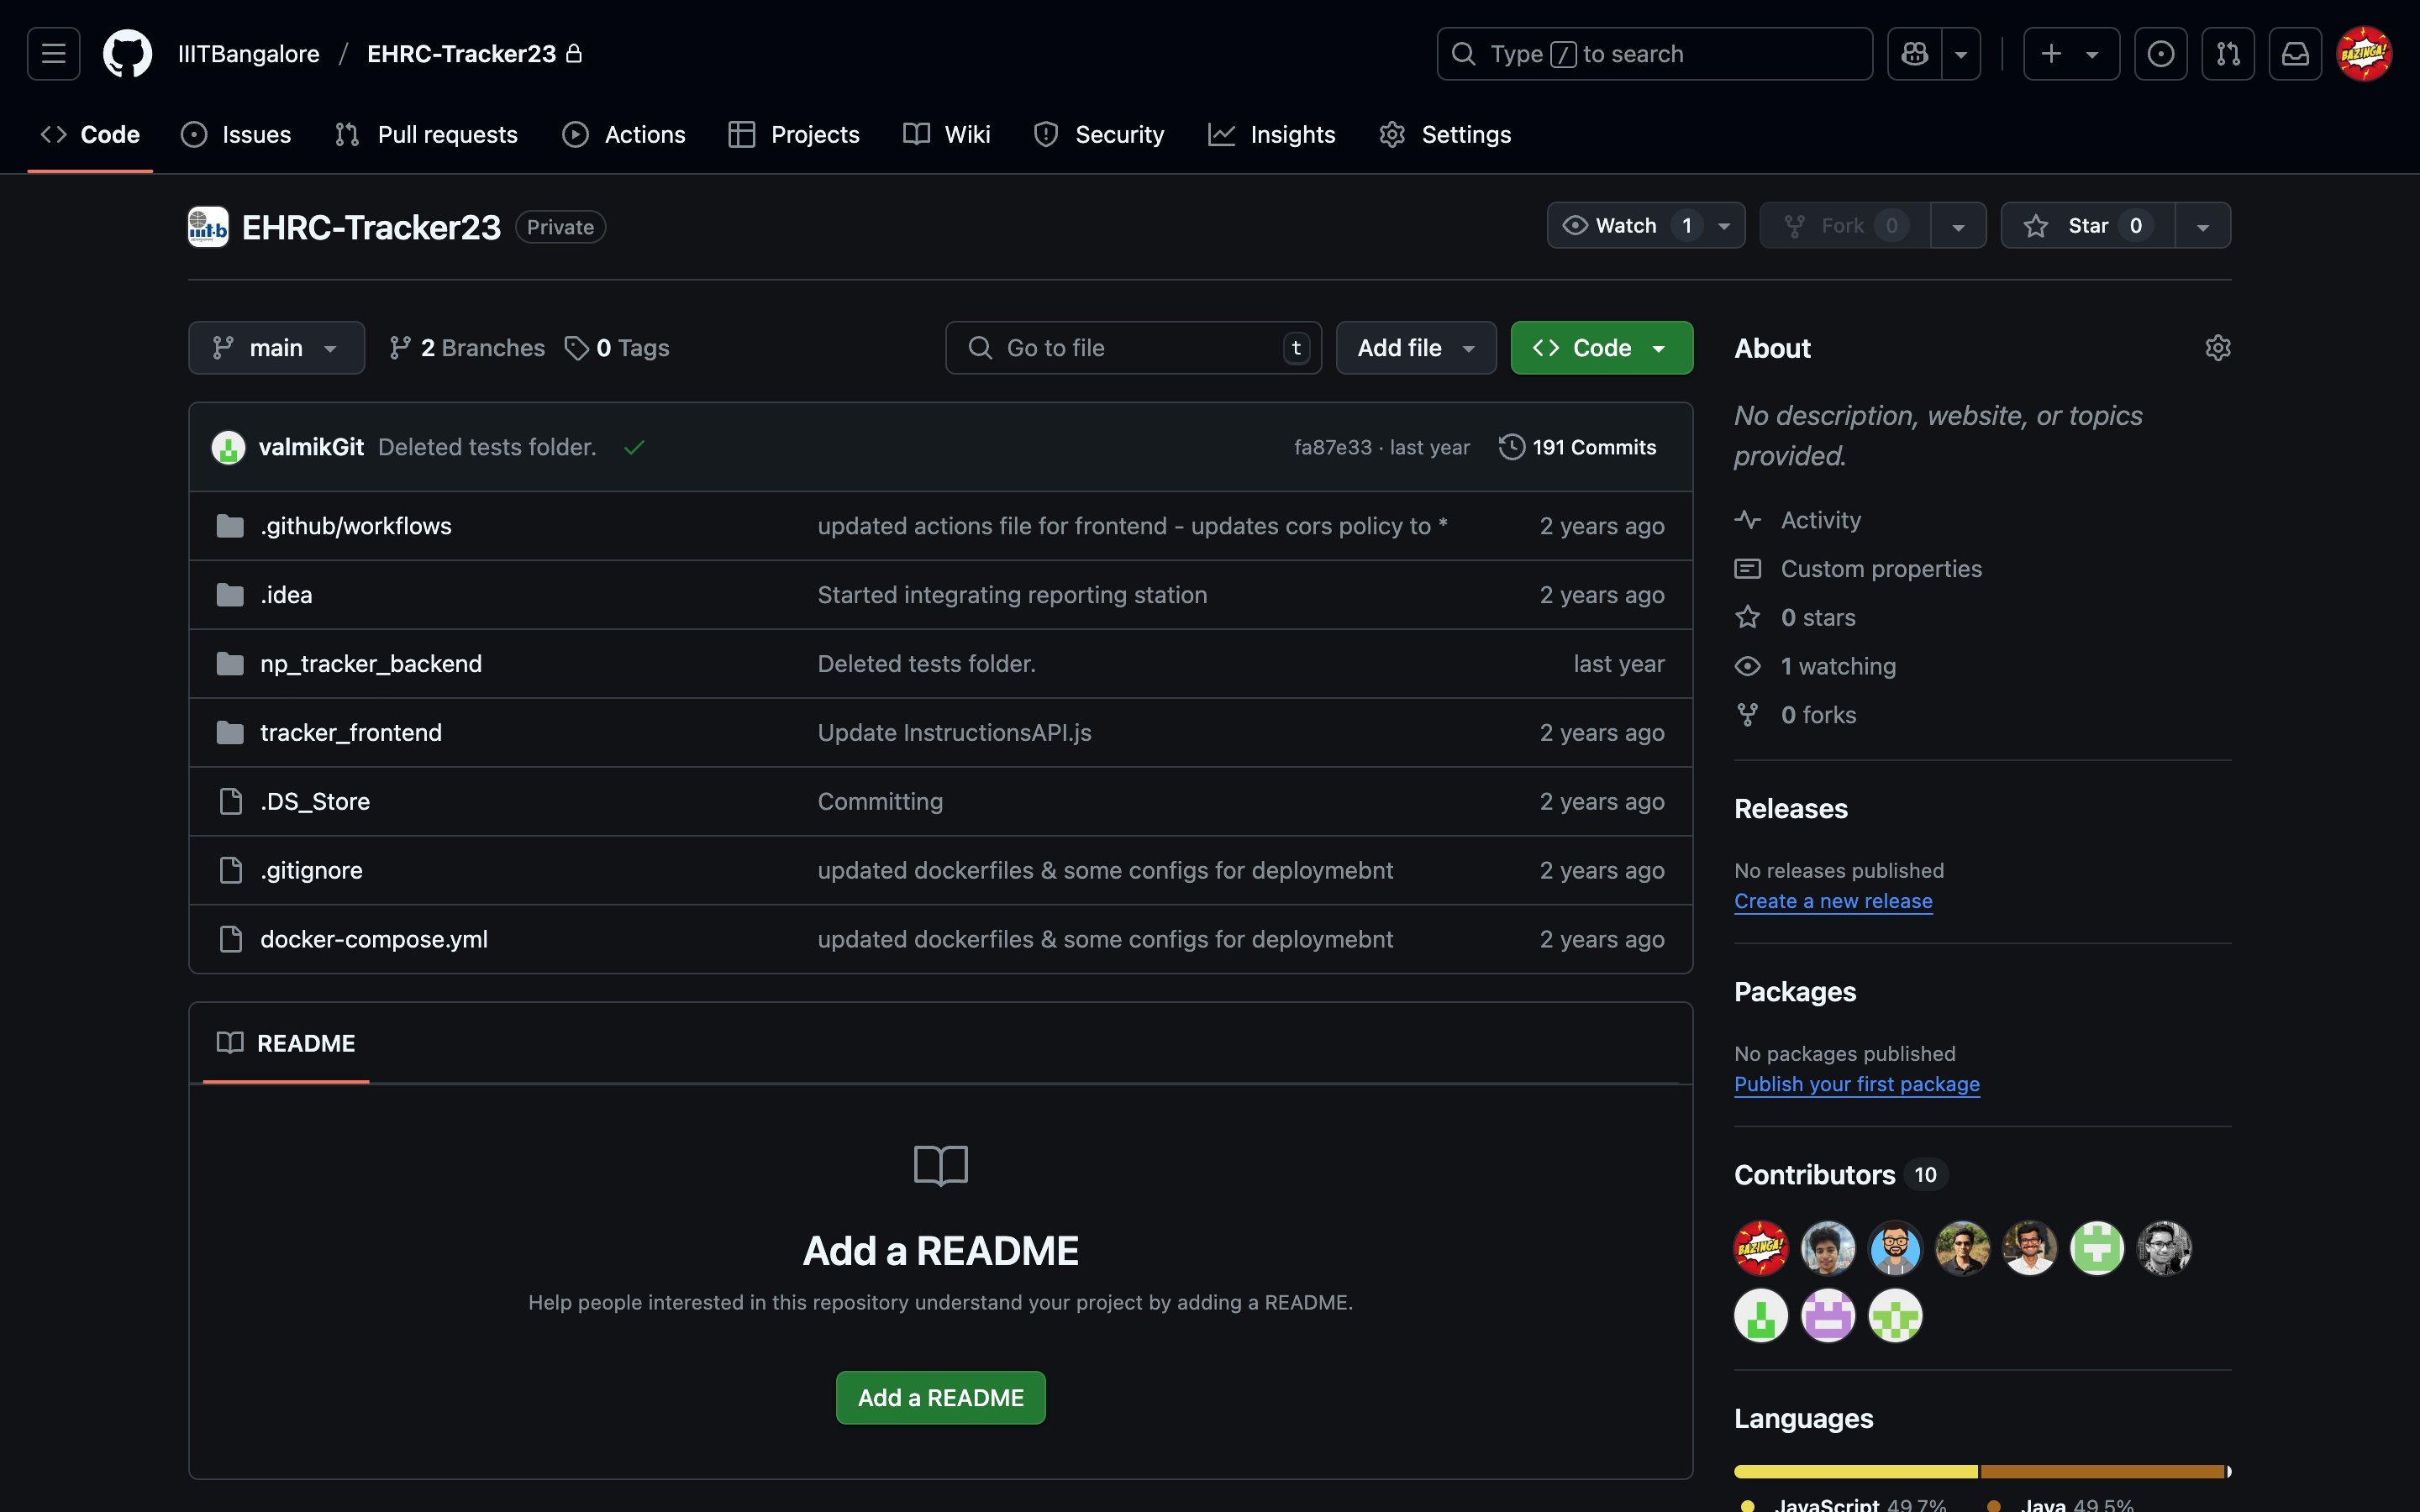 IIITBangalore / EHRC-Tracker23
Type / to search
BAZINGA!
Code Issues Pull requests Actions Projects Wiki Security Insights Settings
iiit-b EHRC-Tracker23 Private
Watch 1 Fork 0 Star 0
main 2 Branches 0 Tags Go to file t Add file Code
valmikGit Deleted tests folder. fa87e33 · last year 191 Commits
.github/workflows updated actions file for frontend - updates cors policy to * 2 years ago
.idea Started integrating reporting station 2 years ago
np_tracker_backend Deleted tests folder. last year
tracker_frontend Update InstructionsAPI.js 2 years ago
.DS_Store Committing 2 years ago
.gitignore updated dockerfiles & some configs for deploymebnt 2 years ago
docker-compose.yml updated dockerfiles & some configs for deploymebnt 2 years ago
README
Add a README
Help people interested in this repository understand your project by adding a README.
Add a README
About
No description, website, or topics
provided.
Activity
Custom properties
0 stars
1 watching
0 forks
Releases
No releases published
Create a new release
Packages
No packages published
Publish your first package
Contributors 10
BAZINGA!
Languages
JavaScript 49.7% Java 49.5%